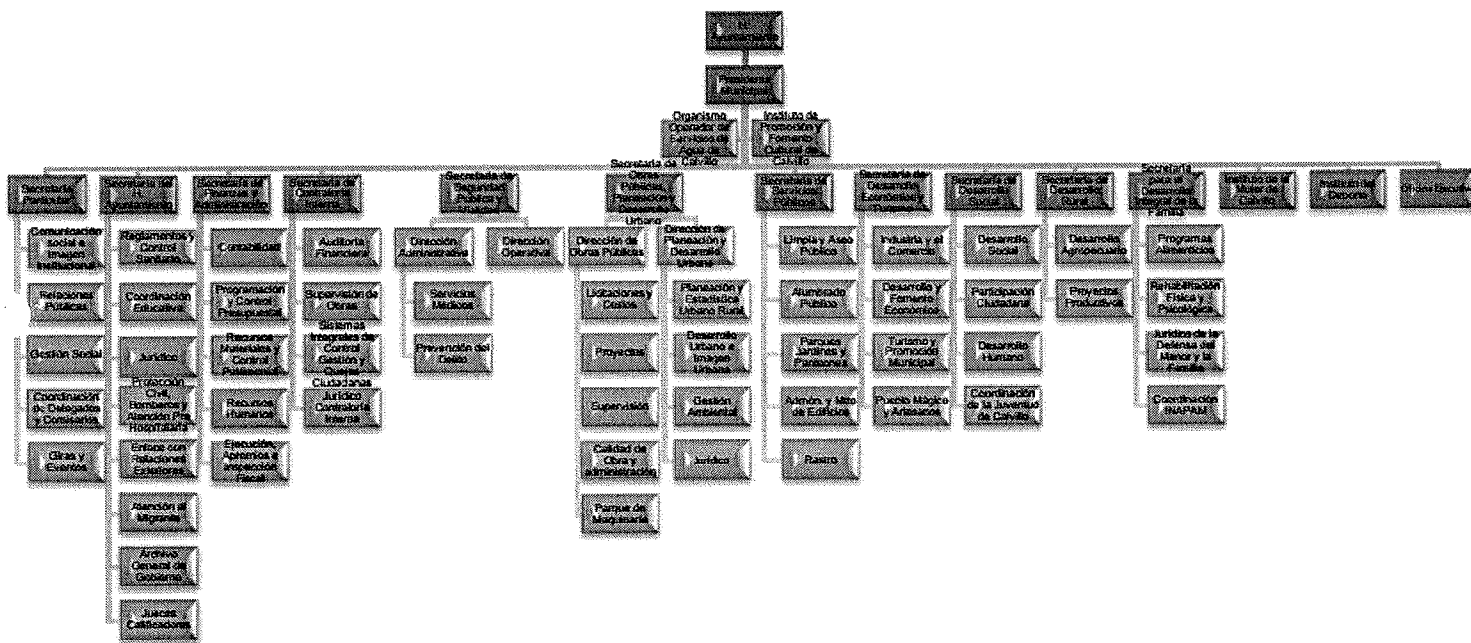 H.
Ayuntamiento
Presidente
Municipal
Organismo
Operador de
Servicios de
Agua de
Calvillo
Instituto de
Promoción y
Fomento
Cultural de
Calvillo
Secretaría
Particular
Secretaría del H.
Ayuntamiento
Secretaría de
Finanzas y
Administración
Secretaría de
Contraloría
Interna
Secretaría de
Seguridad
Pública y
Secretaría de
Obras
Públicas,
Planeación y
Desarrollo
Urbano
Secretaría de
Servicios
Públicos
Secretaría de
Desarrollo
Económico y
Turismo
Secretaría de
Desarrollo
Social
Secretaría de
Desarrollo
Rural
Secretaría
para el
Desarrollo
Integral de la
Familia
Instituto de
la Mujer de
Calvillo
Instituto del
Deporte
Oficina Ejecutiva
Comunicación
social e
Imagen
Institucional
Relaciones
Públicas
Gestión Social
Coordinación
de Delegados
y Comisarios
Giras y
Eventos
Reglamentos y
Control
Sanitario
Coordinación
Educativa
Jurídico
Protección
Civil,
Bomberos y
Atención Pre
Hospitalaria
Enlace con
Relaciones
Exteriores
Atención al
Migrante
Archivo
General de
Gobierno
Jueces
Calificadores
Contabilidad
Programación
y Control
Presupuestal
Recursos
Materiales y
Control
Patrimonial
Recursos
Humanos
Ejecución,
Apremios e
Inspección
Fiscal
Auditoria
Financiera
Supervisión de
Obras
Sistemas
Integrales de
Control
Gestión y
Quejas
Ciudadanas
Jurídico
Contraloría
Interna
Dirección
Administrativa
Servicios
Médicos
Prevención del
Delito
Dirección
Operativa
Dirección de
Obras Públicas
Licitaciones y
Costos
Proyectos
Supervisión
Calidad de
Obra y
administración
Parque de
Maquinaria
Dirección de
Planeación y
Desarrollo
Urbano
Planeación y
Estadística
Urbano Rural
Desarrollo
Urbano e
Imagen
Urbana
Gestión
Ambiental
Jurídico
Limpia y Aseo
Público
Alumbrado
Público
Parques
Jardines y
Panteones
Admón. y Mtto
de Edificios
Rastro
Industria y el
Comercio
Desarrollo y
Fomento
Económico
Turismo y
Promoción
Municipal
Pueblo Mágico
y Artesanos
Desarrollo
Social
Participación
Ciudadana
Desarrollo
Humano
Coordinación
de la Juventud
de Calvillo
Desarrollo
Agropecuario
Proyectos
Productivos
Programas
Alimenticios
Rehabilitación
Física y
Psicológica
Jurídico de la
Defensa del
Menor y la
Familia
Coordinación
INAPAM